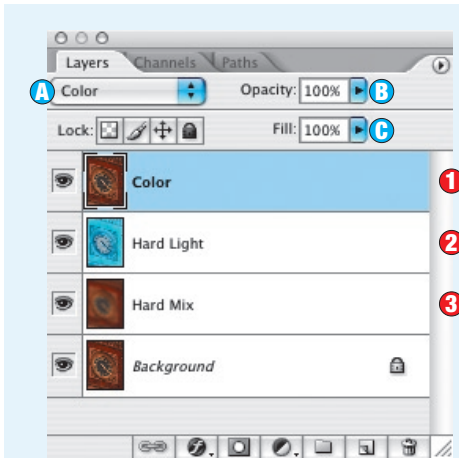 Layers Channels Paths
A Color Opacity: 100% B
Lock: Fill: 100% C
Color 1
Hard Light 2
Hard Mix 3
Background